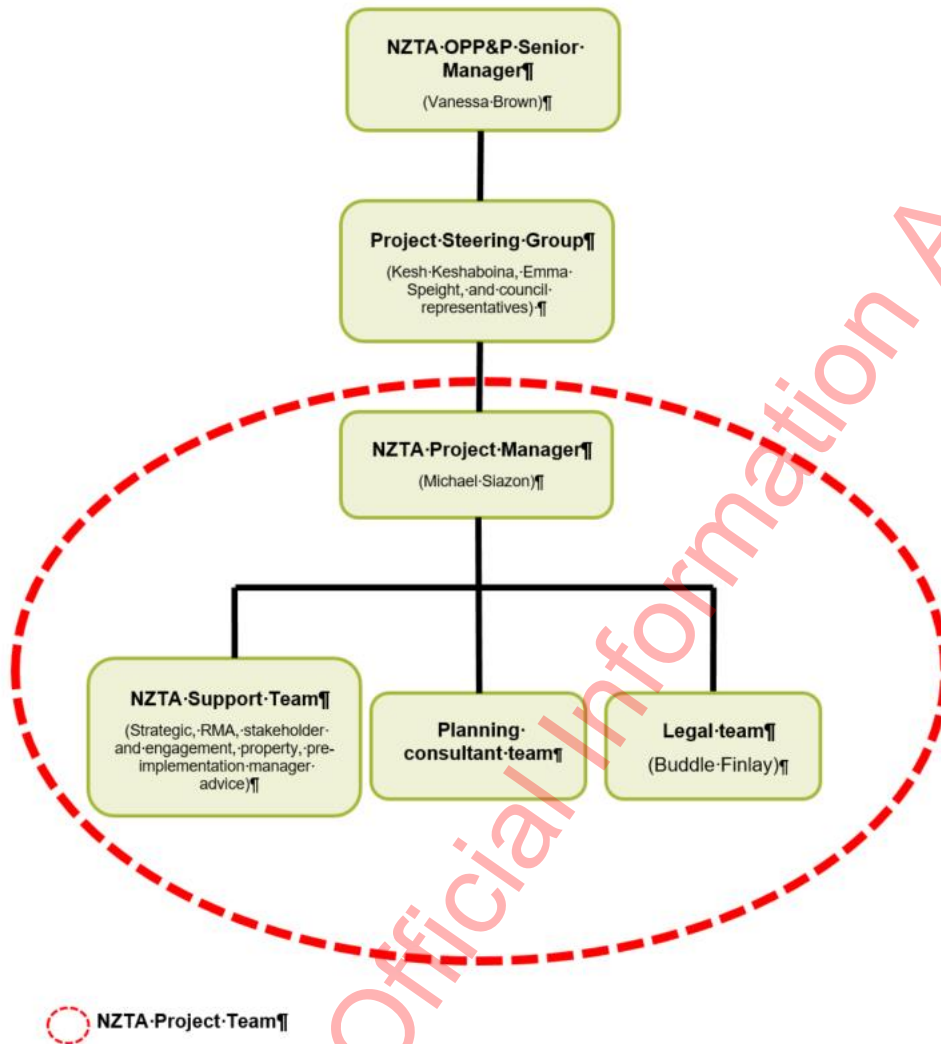 NZTA·OPP&P·Senior·
Manager¶
(Vanessa·Brown)¶
Project·Steering·Group¶
(Kesh·Keshaboina,·Emma·
Speight,·and·council·
representatives)·¶
NZTA·Project·Manager¶
(Michael·Siazon)¶
NZTA·Support·Team¶
(Strategic,·RMA,·stakeholder·
and·engagement,·property,·pre-
implementation·manager·
advice)¶
Planning·
consultant·team¶
Legal·team¶
(Buddle·Finlay)¶
NZTA·Project·Team¶
Official Information A